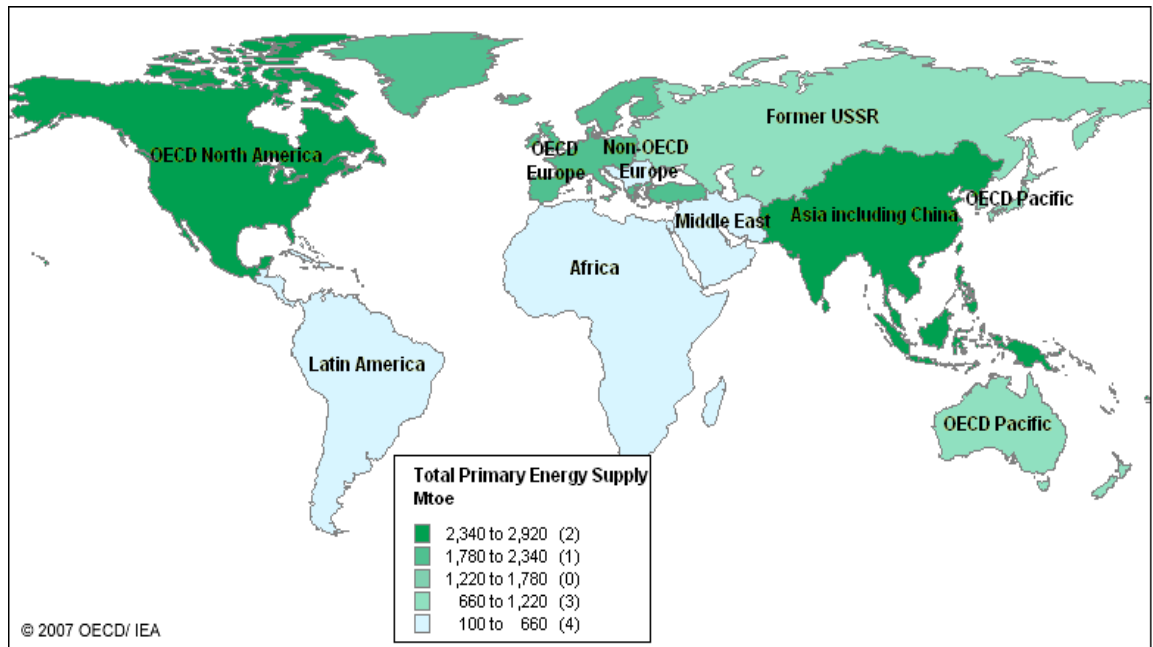 Former USSR
OECD North America
OECD
Europe
Non-OECD
Europe
OECD Pacific
Middle East
Asia including China
Africa
Latin America
OECD Pacific
Total Primary Energy Supply
Mtoe
2,340 to 2,920 (2)
1,780 to 2,340 (1)
1,220 to 1,780 (0)
660 to 1,220 (3)
100 to 660 (4)
© 2007 OECD/ IEA